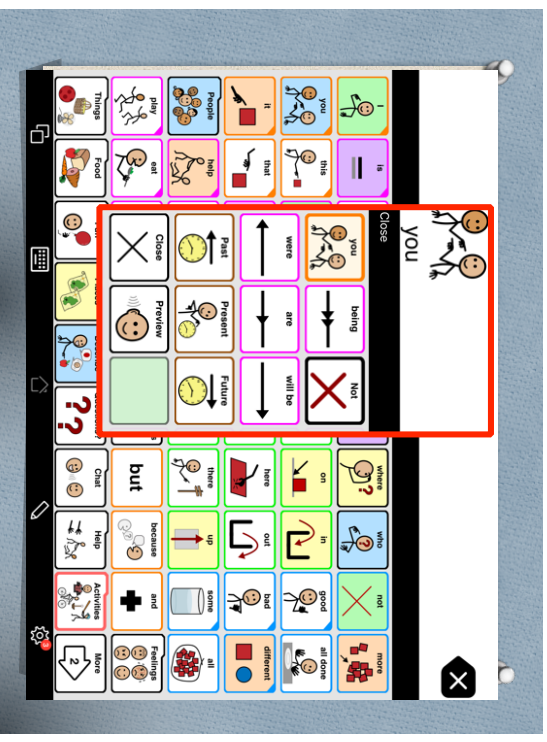 you
Close
I is where who not more
you this you being Not on in good all done
it that were are will be here out bad different
People help Past Present Future there up some all
play eat Close Preview but because and Feelings
Things Food Chat Help Activities More
2